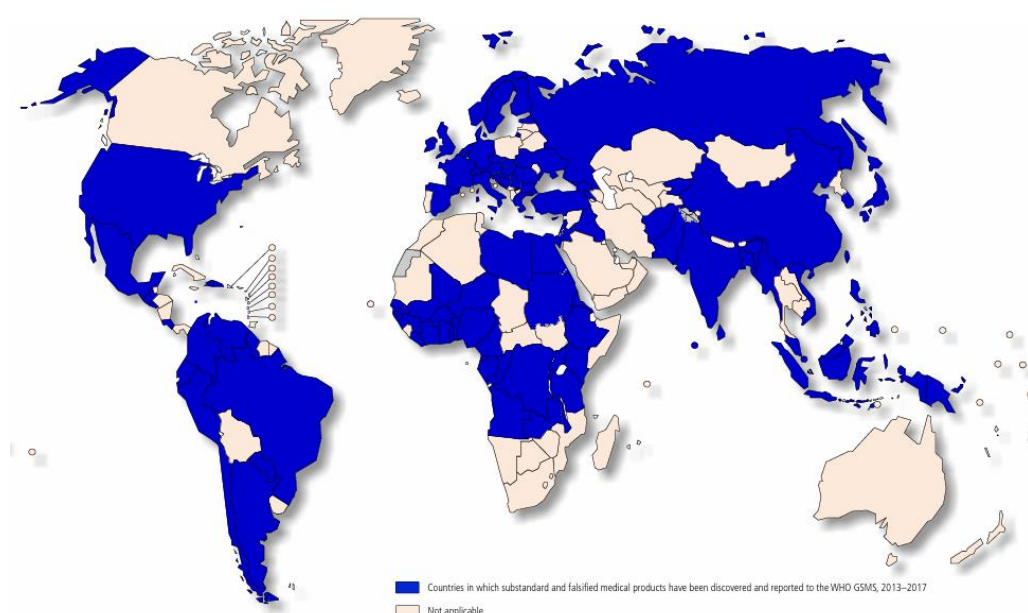 Countries in which substandard and falsified medical products have been discovered and reported to the WHO GSMS, 2013–2017
Not applicable